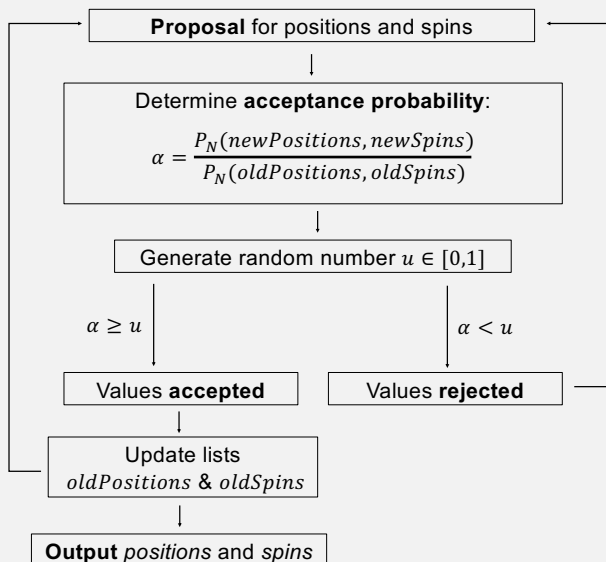 Proposal for positions and spins
Determine acceptance probability:
α = P_N(newPositions, newSpins) / P_N(oldPositions, oldSpins)
Generate random number u ∈ [0,1]
α ≥ u
α < u
Values accepted
Values rejected
Update lists
oldPositions & oldSpins
Output positions and spins